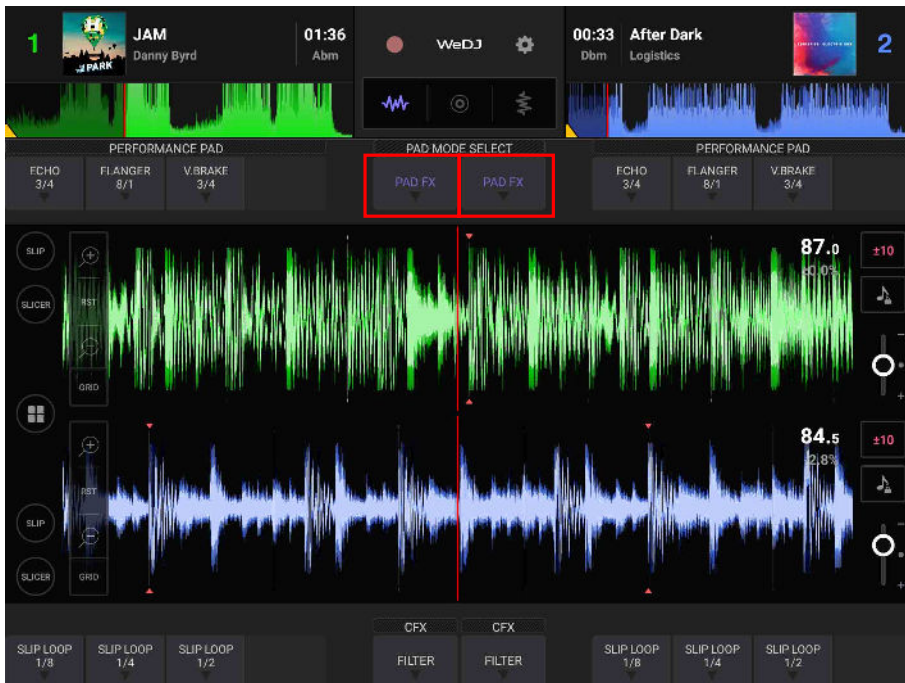 1
JAM
Danny Byrd
01:36
Abm
WeDJ
00:33
Dbm
After Dark
Logistics
2
PERFORMANCE PAD
PAD MODE SELECT
PERFORMANCE PAD
ECHO
3/4
FLANGER
8/1
V.BRAKE
3/4
PAD FX
PAD FX
ECHO
3/4
FLANGER
8/1
V.BRAKE
3/4
SLIP
SLICER
RST
GRID
87.0
±10
RST
GRID
84.5
±10
SLIP
SLICER
CFX
CFX
SLIP LOOP
1/8
SLIP LOOP
1/4
SLIP LOOP
1/2
FILTER
FILTER
SLIP LOOP
1/8
SLIP LOOP
1/4
SLIP LOOP
1/2